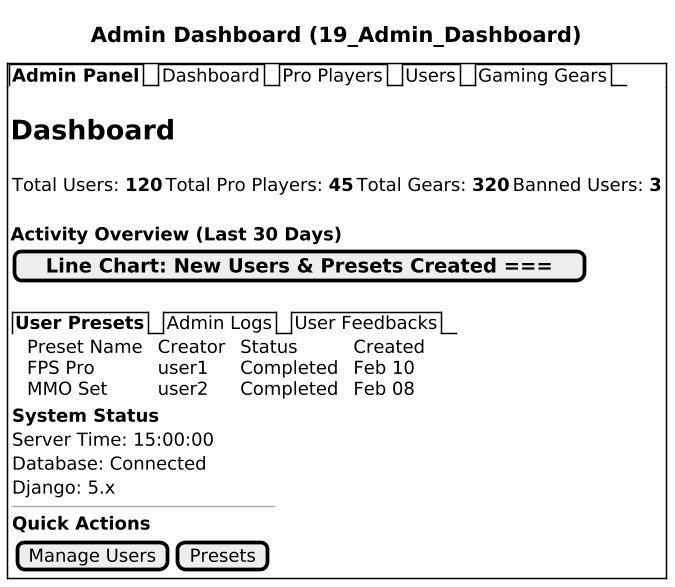 Admin Dashboard (19_Admin_Dashboard)
Admin Panel Dashboard Pro Players Users Gaming Gears
Dashboard
Total Users: 120 Total Pro Players: 45 Total Gears: 320 Banned Users: 3
Activity Overview (Last 30 Days)
Line Chart: New Users & Presets Created ===
User Presets Admin Logs User Feedbacks
Preset Name Creator Status Created
FPS Pro user1 Completed Feb 10
MMO Set user2 Completed Feb 08
System Status
Server Time: 15:00:00
Database: Connected
Django: 5.x
Quick Actions
Manage Users Presets